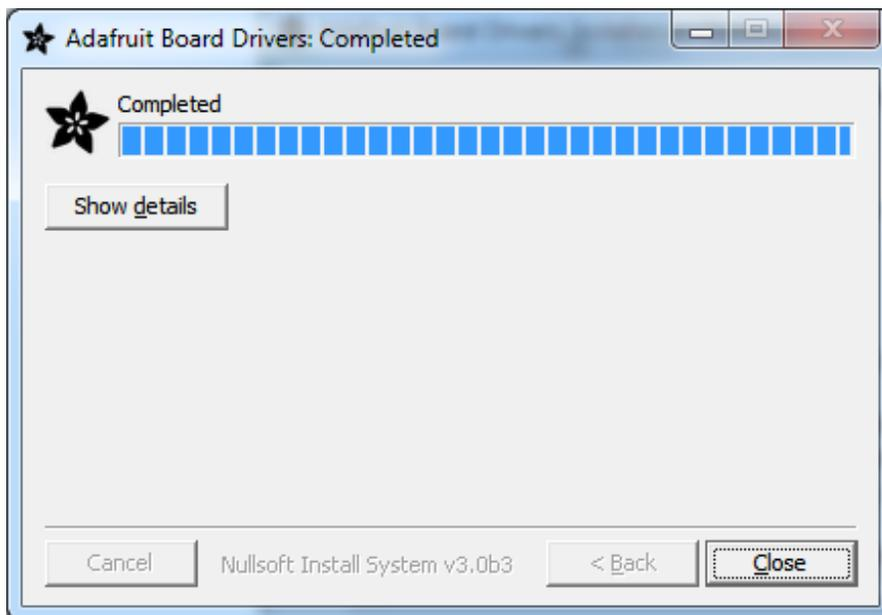 Adafruit Board Drivers: Completed
Completed
Show details
Cancel
Nullsoft Install System v3.0b3
< Back
Close